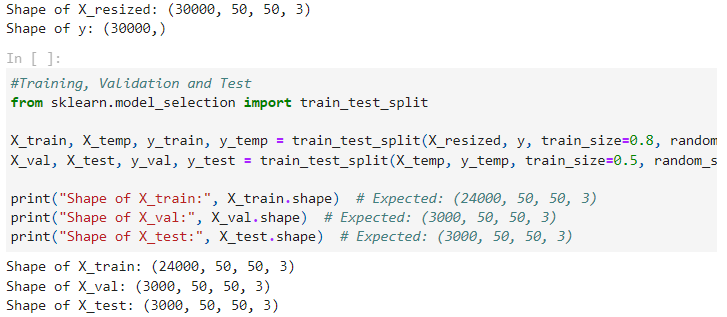 Shape of X_resized: (30000, 50, 50, 3)
Shape of y: (30000,)
In [ ]:
#Training, Validation and Test
from sklearn.model_selection import train_test_split
X_train, X_temp, y_train, y_temp = train_test_split(X_resized, y, train_size=0.8, random
X_val, X_test, y_val, y_test = train_test_split(X_temp, y_temp, train_size=0.5, random_s
print("Shape of X_train:", X_train.shape)  # Expected: (24000, 50, 50, 3)
print("Shape of X_val:", X_val.shape)  # Expected: (3000, 50, 50, 3)
print("Shape of X_test:", X_test.shape)  # Expected: (3000, 50, 50, 3)
Shape of X_train: (24000, 50, 50, 3)
Shape of X_val: (3000, 50, 50, 3)
Shape of X_test: (3000, 50, 50, 3)